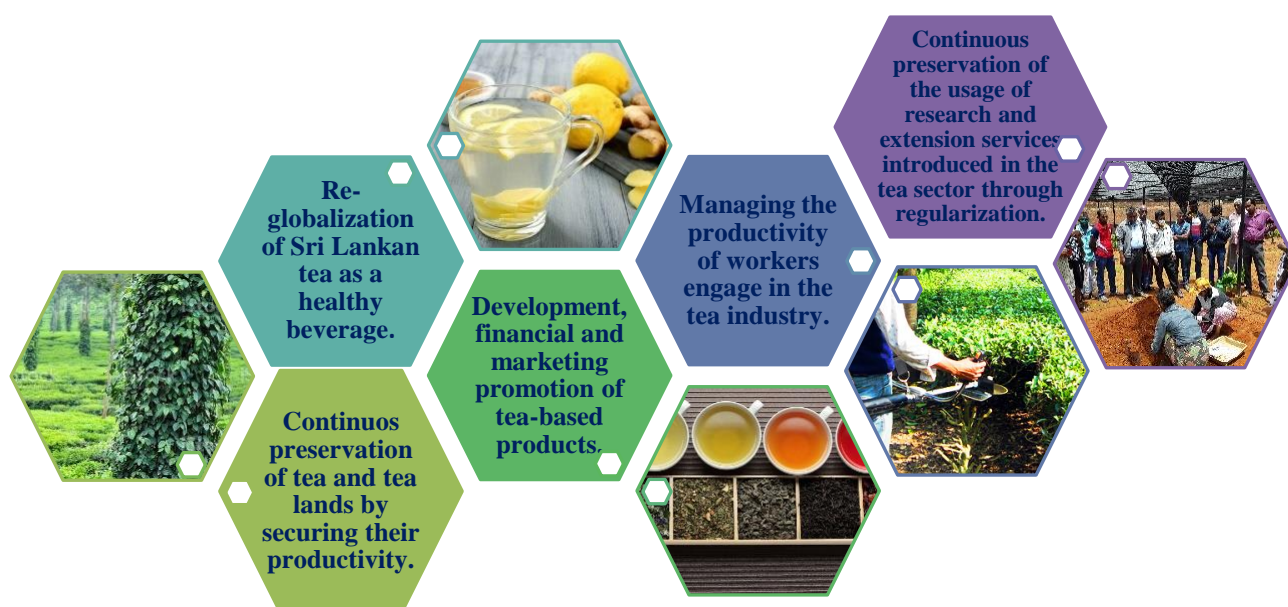 Re-
globalization
of Sri Lankan
tea as a
healthy
beverage.
Continuos
preservation
of tea and tea
lands by
securing their
productivity.
Development,
financial and
marketing
promotion of
tea-based
products.
Managing the
productivity
of workers
engage in the
tea industry.
Continuous
preservation of
the usage of
research and
extension services
introduced in the
tea sector through
regularization.